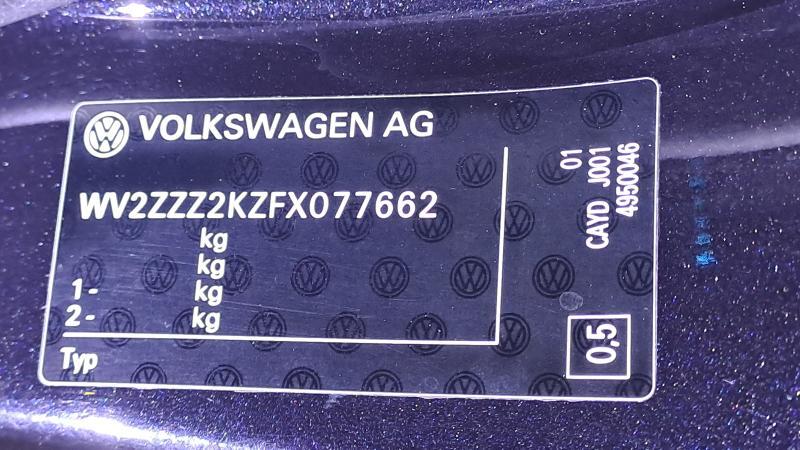 VOLKSWAGEN AG
WV2ZZZ2KZFX077662
kg
kg
1- kg
2- kg
Typ
01
CAYD J001
4950046
0,5